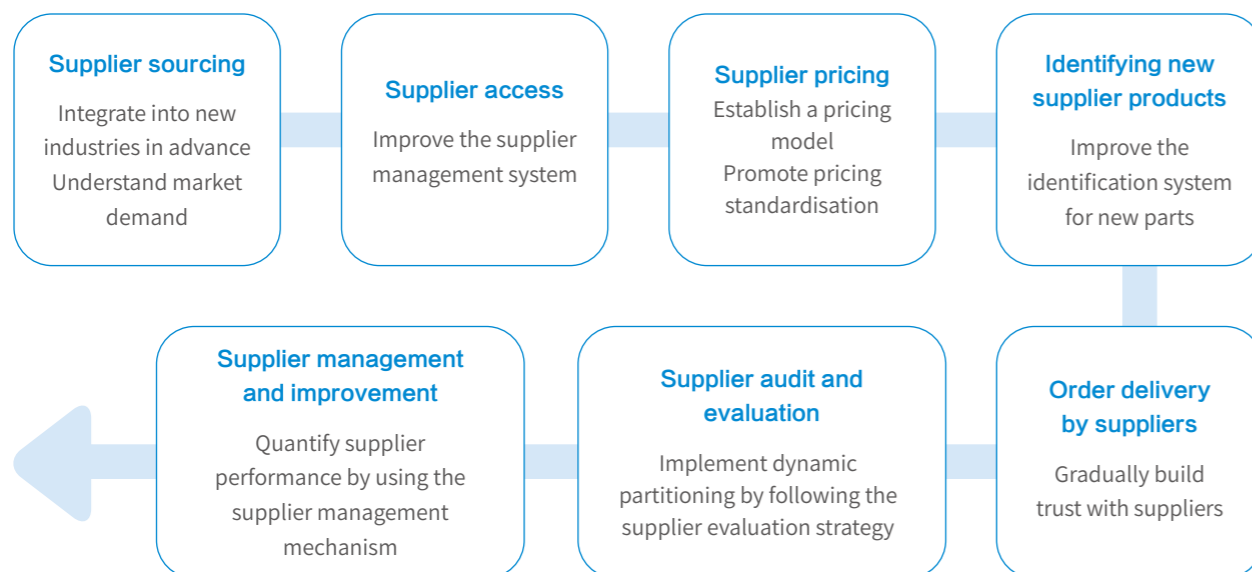 Supplier sourcing
Integrate into new
industries in advance
Understand market
demand
Supplier access
Improve the supplier
management system
Supplier pricing
Establish a pricing
model
Promote pricing
standardisation
Identifying new
supplier products
Improve the
identification system
for new parts
Order delivery
by suppliers
Gradually build
trust with suppliers
Supplier audit and
evaluation
Implement dynamic
partitioning by following the
supplier evaluation strategy
Supplier management
and improvement
Quantify supplier
performance by using the
supplier management
mechanism